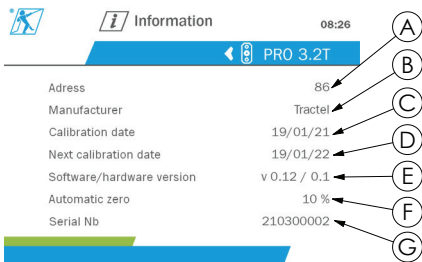 Information 08:26
PRO 3.2T
Adress 86
Manufacturer Tractel
Calibration date 19/01/21
Next calibration date 19/01/22
Software/hardware version v 0.12 / 0.1
Automatic zero 10 %
Serial Nb 210300002
A
B
C
D
E
F
G